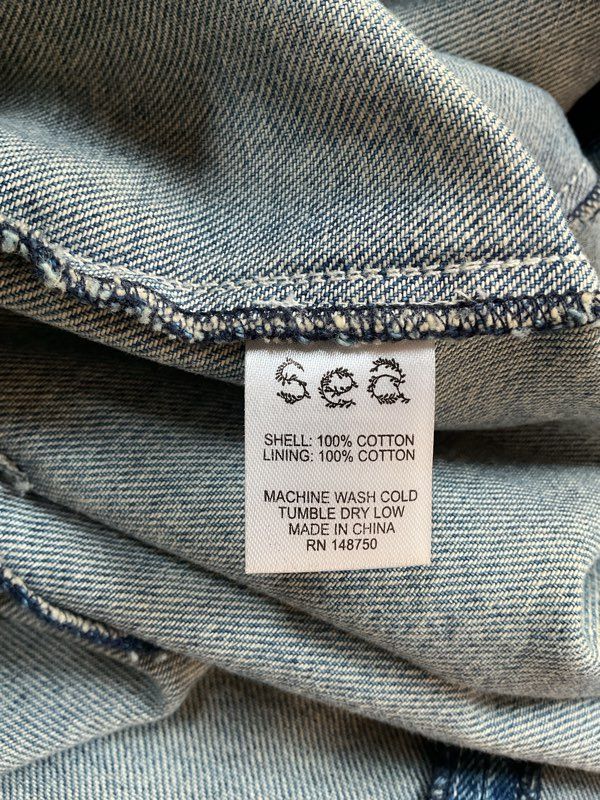 sea
SHELL: 100% COTTON
LINING: 100% COTTON
MACHINE WASH COLD
TUMBLE DRY LOW
MADE IN CHINA
RN 148750